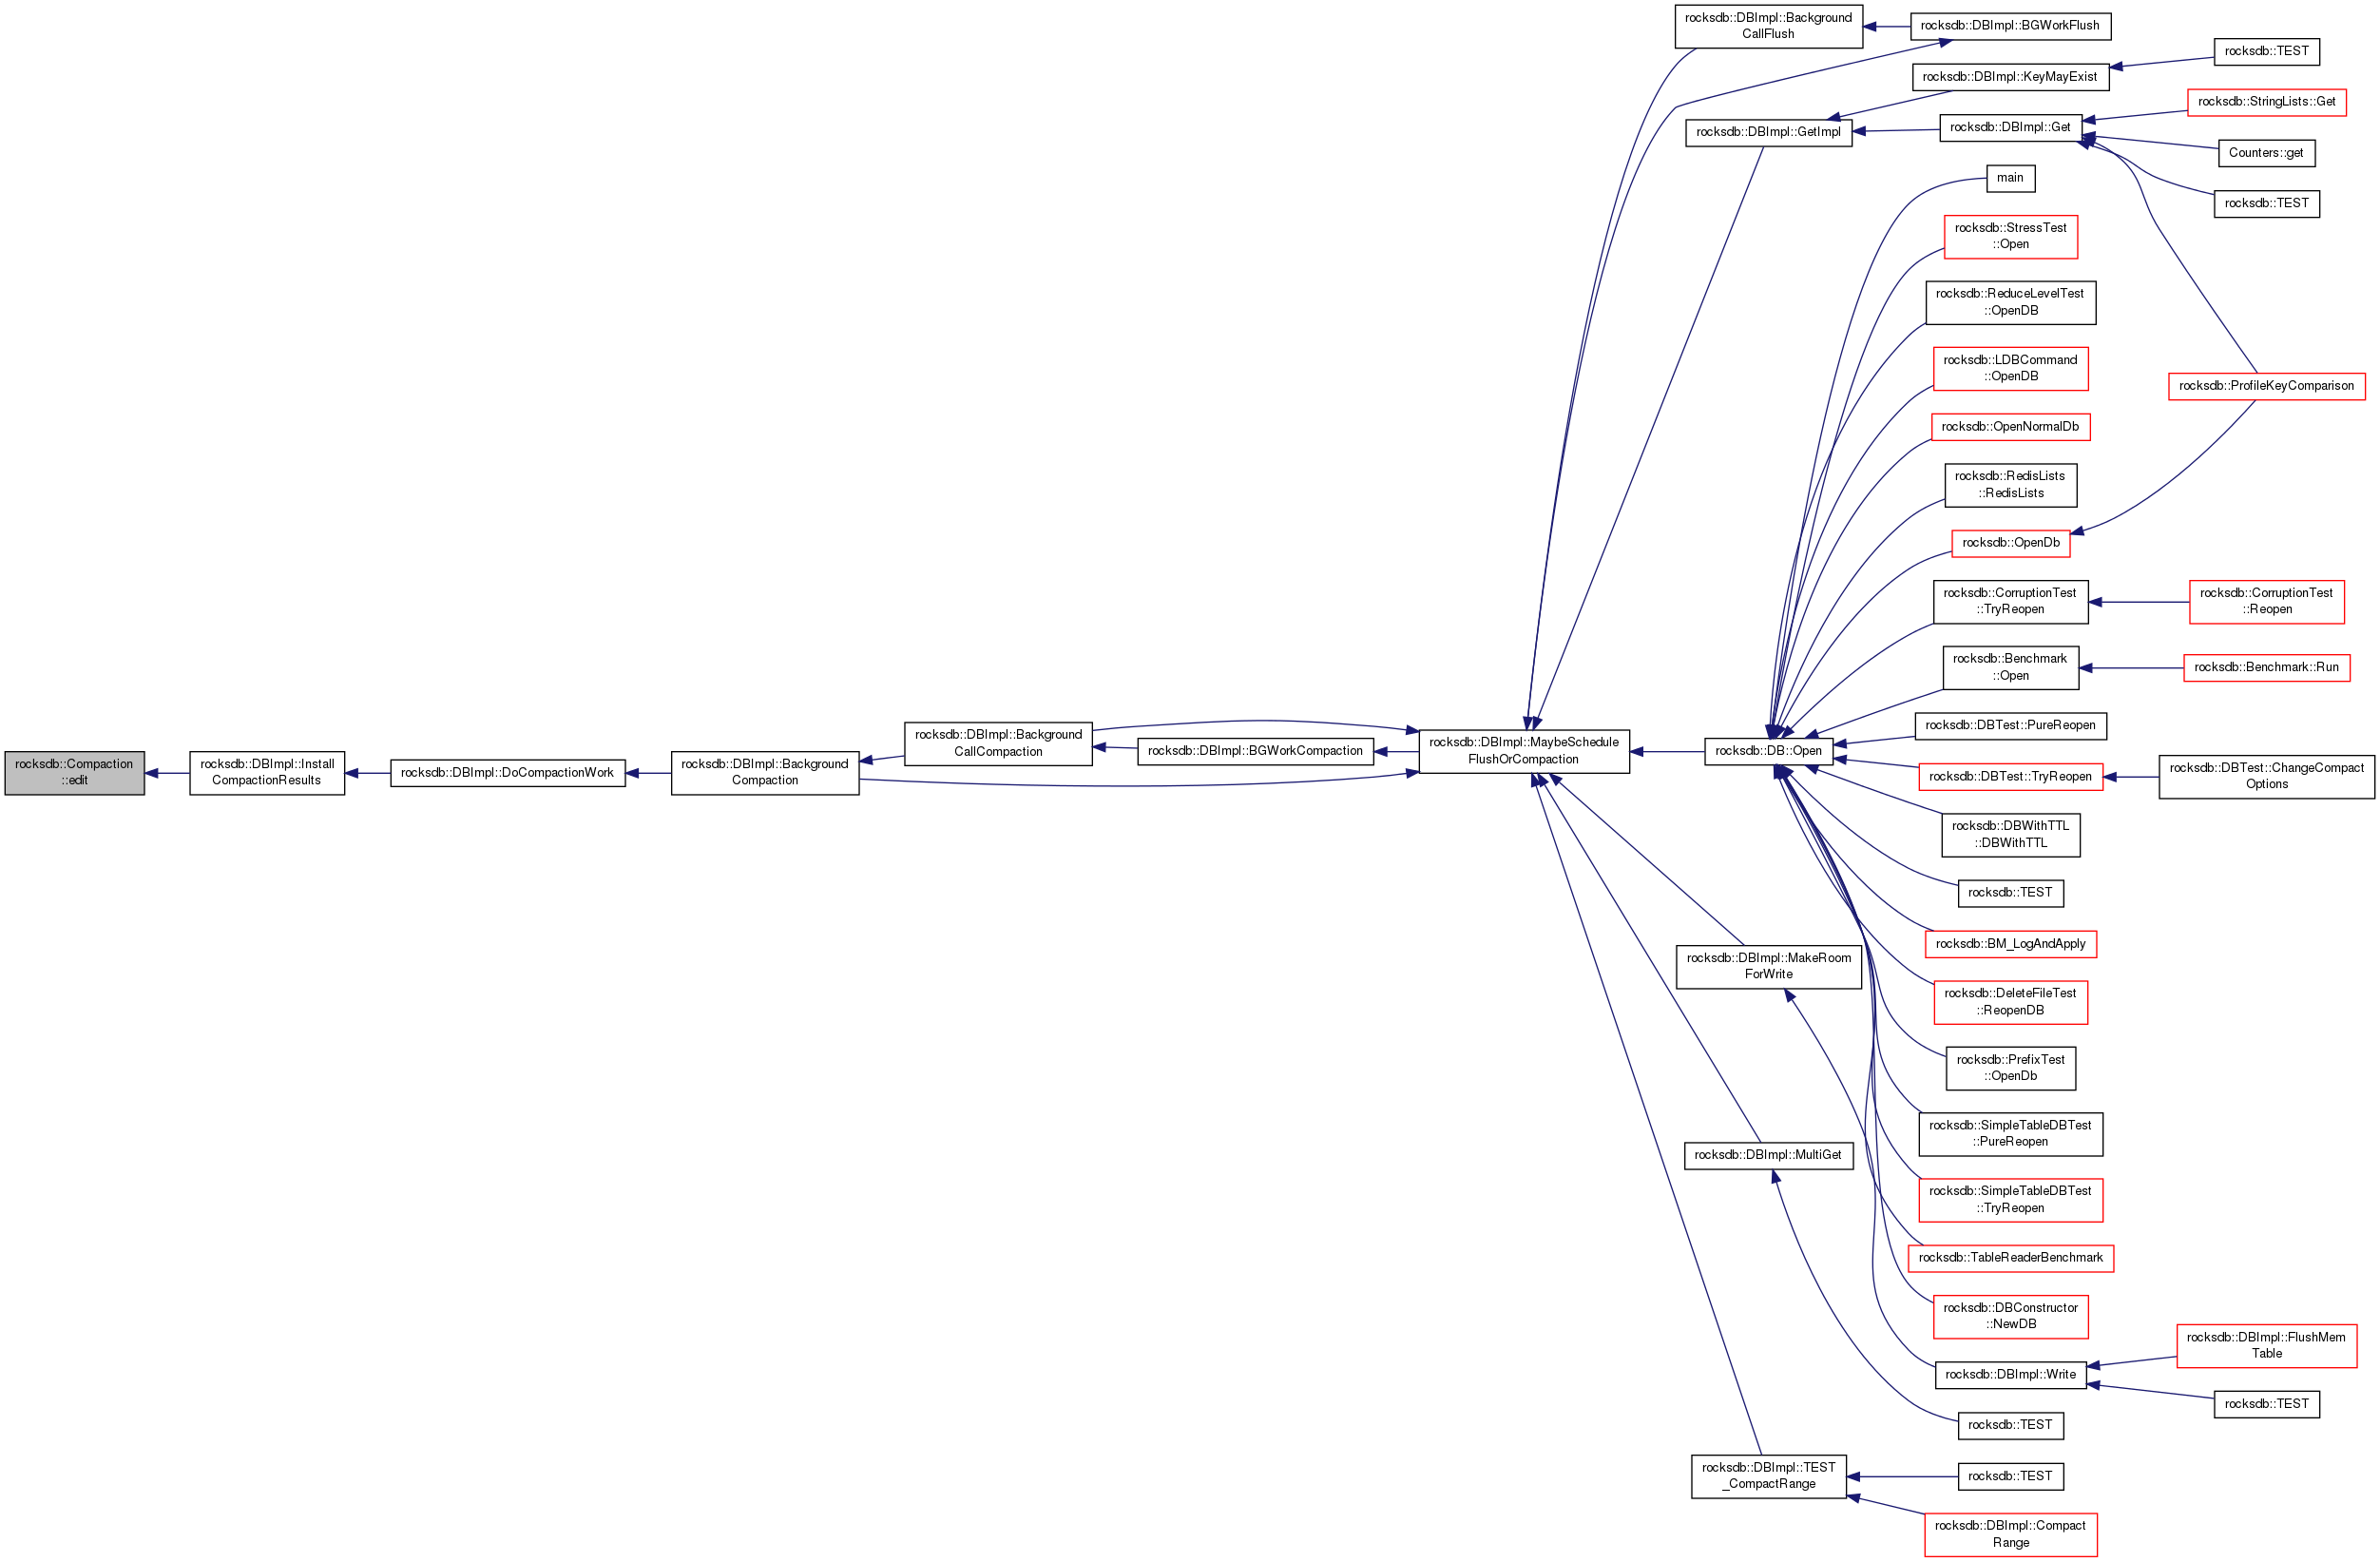 rocksdb::Compaction
::edit
rocksdb::DBImpl::Install
CompactionResults
rocksdb::DBImpl::DoCompactionWork
rocksdb::DBImpl::Background
Compaction
rocksdb::DBImpl::Background
CallCompaction
rocksdb::DBImpl::BGWorkCompaction
rocksdb::DBImpl::MaybeSchedule
FlushOrCompaction
rocksdb::DBImpl::Background
CallFlush
rocksdb::DBImpl::BGWorkFlush
rocksdb::DBImpl::GetImpl
rocksdb::DBImpl::KeyMayExist
rocksdb::TEST
rocksdb::DBImpl::Get
rocksdb::StringLists::Get
Counters::get
rocksdb::TEST
rocksdb::ProfileKeyComparison
rocksdb::DB::Open
main
rocksdb::StressTest
::Open
rocksdb::ReduceLevelTest
::OpenDB
rocksdb::LDBCommand
::OpenDB
rocksdb::OpenNormalDb
rocksdb::RedisLists
::RedisLists
rocksdb::OpenDb
rocksdb::CorruptionTest
::TryReopen
rocksdb::CorruptionTest
::Reopen
rocksdb::Benchmark
::Open
rocksdb::Benchmark::Run
rocksdb::DBTest::PureReopen
rocksdb::DBTest::TryReopen
rocksdb::DBTest::ChangeCompact
Options
rocksdb::DBWithTTL
::DBWithTTL
rocksdb::TEST
rocksdb::BM_LogAndApply
rocksdb::DeleteFileTest
::ReopenDB
rocksdb::PrefixTest
::OpenDb
rocksdb::SimpleTableDBTest
::PureReopen
rocksdb::SimpleTableDBTest
::TryReopen
rocksdb::TableReaderBenchmark
rocksdb::DBConstructor
::NewDB
rocksdb::DBImpl::MakeRoom
ForWrite
rocksdb::DBImpl::Write
rocksdb::DBImpl::FlushMem
Table
rocksdb::TEST
rocksdb::DBImpl::MultiGet
rocksdb::TEST
rocksdb::DBImpl::TEST
_CompactRange
rocksdb::TEST
rocksdb::DBImpl::Compact
Range